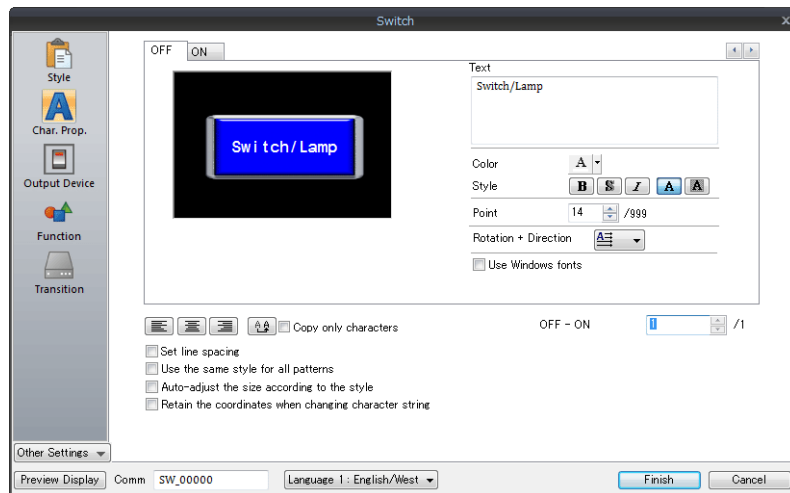 Switch
x
OFF
ON
Style
Char. Prop.
Output Device
Function
Transition
Switch/Lamp
Text
Switch/Lamp
Color A
Style B S I A A
Point 14 /999
Rotation + Direction A
Use Windows fonts
A A Copy only characters
OFF - ON 1 /1
Set line spacing
Use the same style for all patterns
Auto-adjust the size according to the style
Retain the coordinates when changing character string
Other Settings
Preview Display Comm SW_00000 Language 1 : English/West Finish Cancel